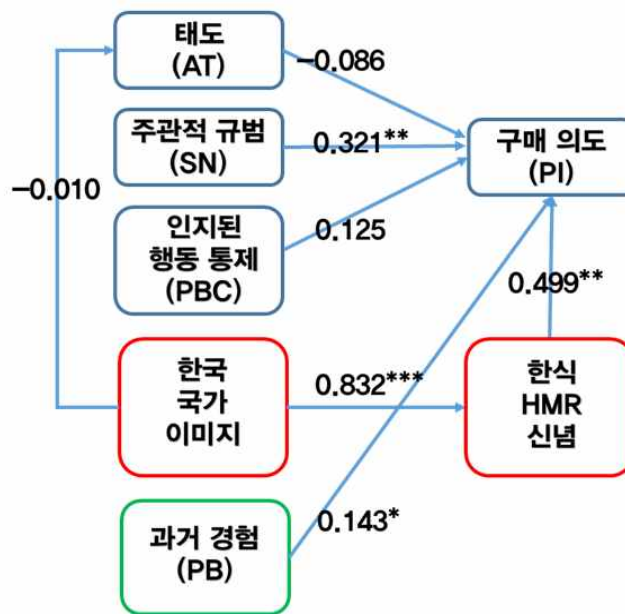 태도
(AT)
-0.086
주관적 규범
(SN)
0.321**
구매 의도
(PI)
-0.010
인지된
행동 통제
(PBC)
0.125
0.499**
한국
국가
이미지
0.832***
한식
HMR
신념
과거 경험
(PB)
0.143*